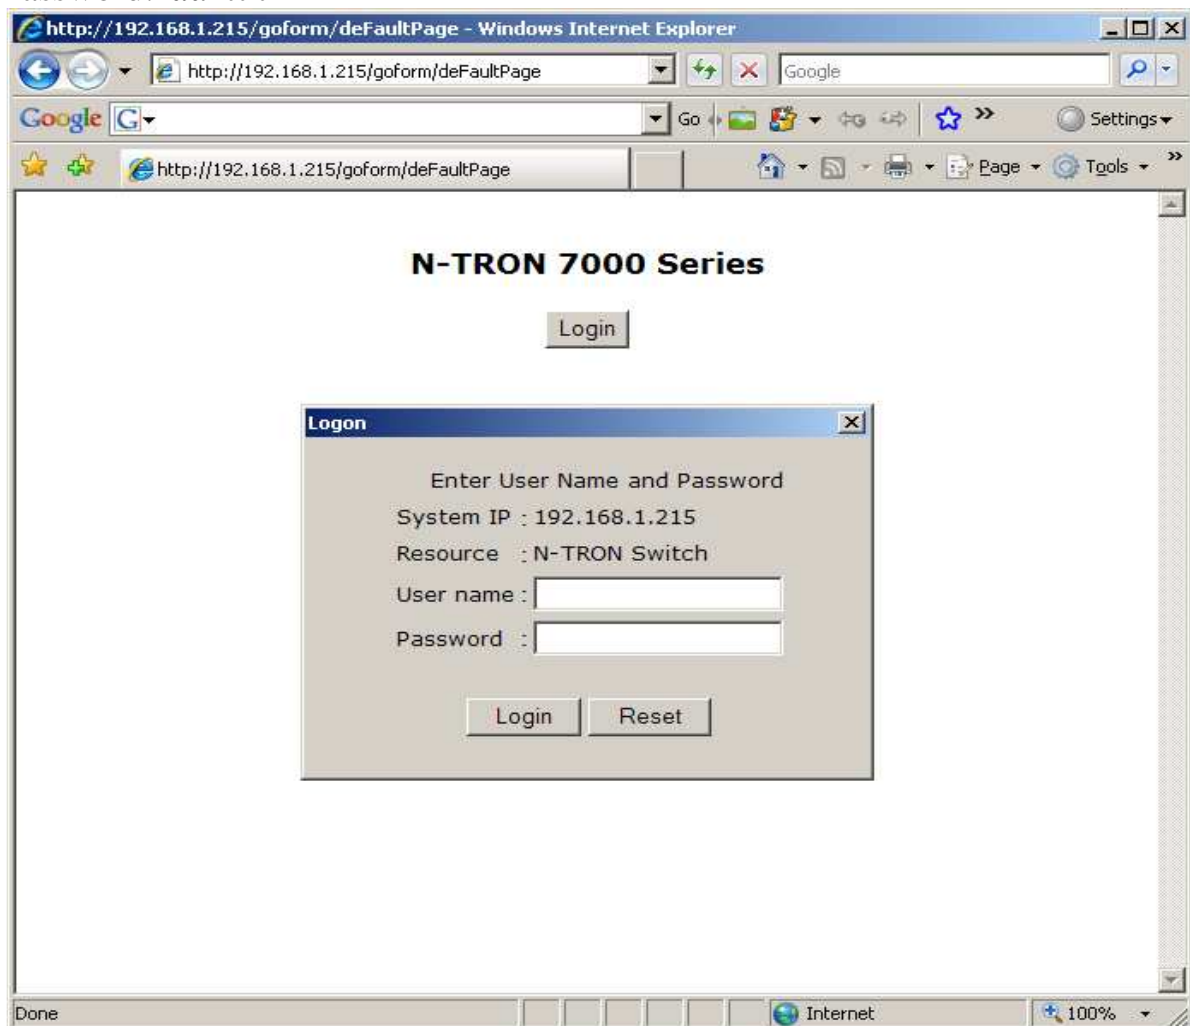 http://192.168.1.215/goform/deFaultPage - Windows Internet Explorer
http://192.168.1.215/goform/deFaultPage
Google
Google G Go » Settings
http://192.168.1.215/goform/deFaultPage Page Tools »
N-TRON 7000 Series
Login
Logon
Enter User Name and Password
System IP : 192.168.1.215
Resource : N-TRON Switch
User name :
Password :
Login Reset
Done Internet 100%